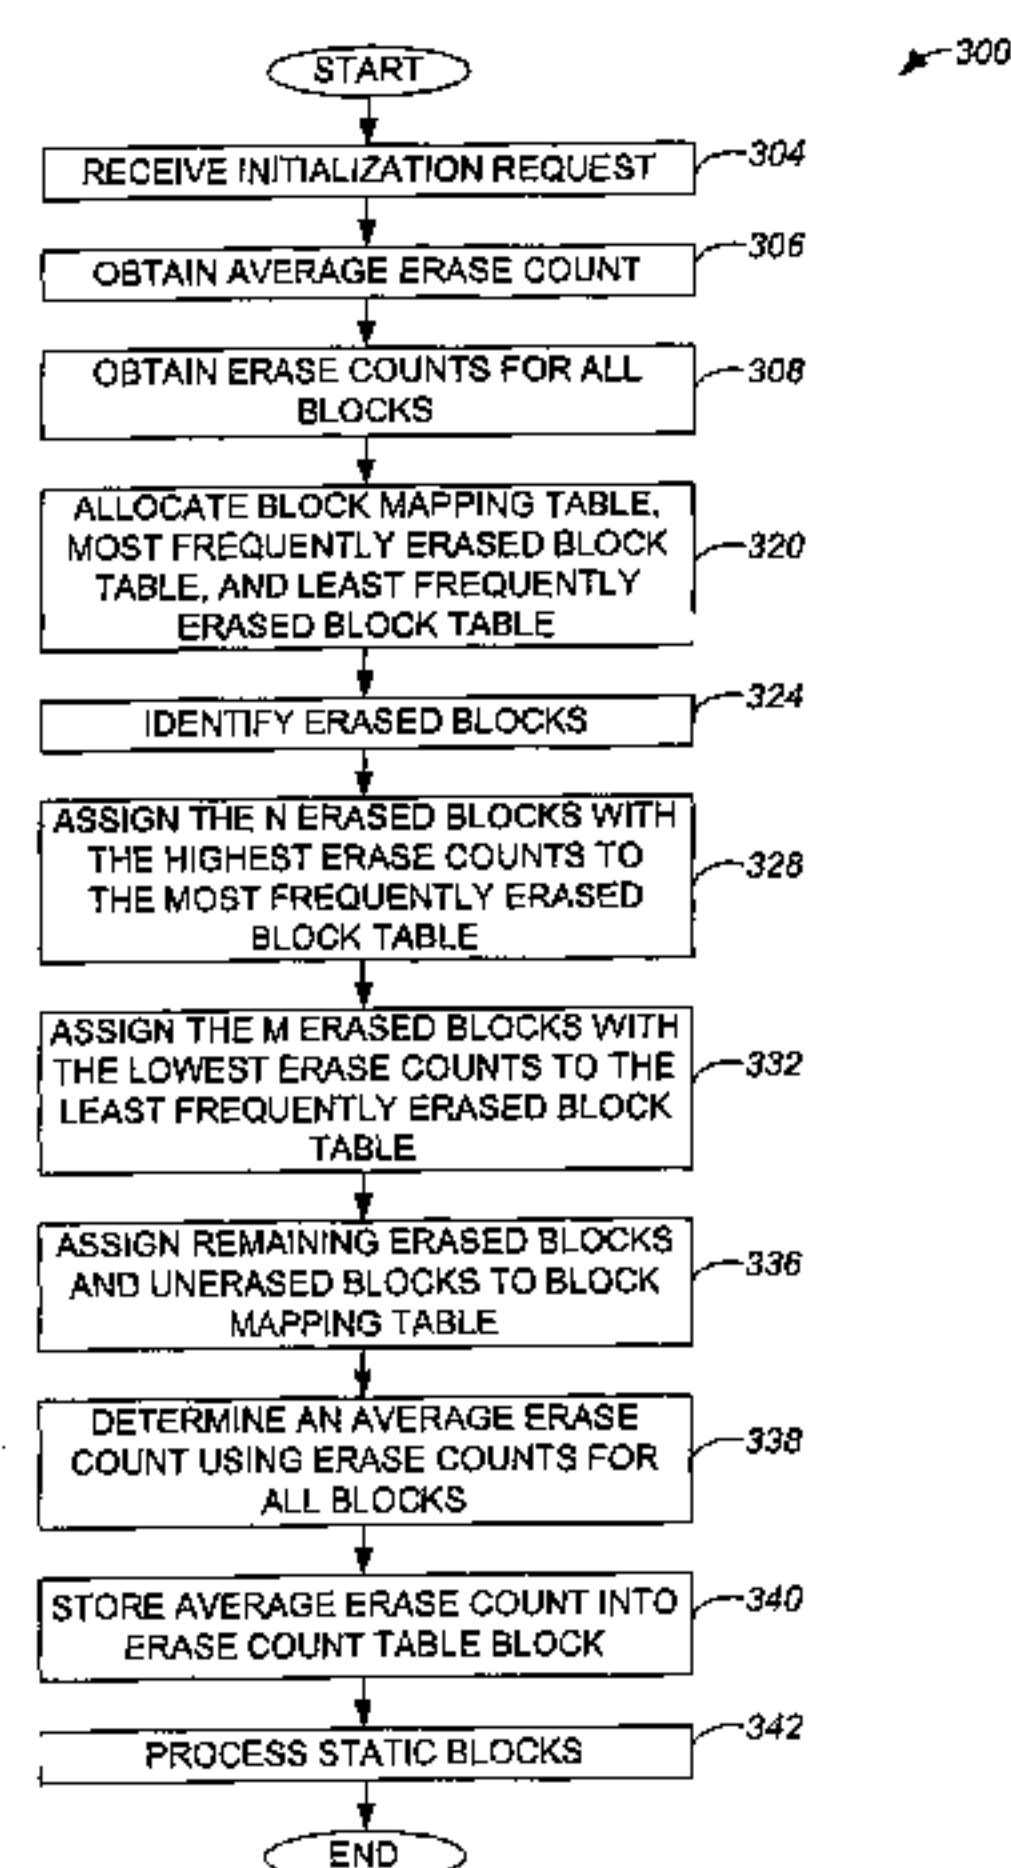 START
300
RECEIVE INITIALIZATION REQUEST
304
OBTAIN AVERAGE ERASE COUNT
306
OBTAIN ERASE COUNTS FOR ALL
BLOCKS
308
ALLOCATE BLOCK MAPPING TABLE,
MOST FREQUENTLY ERASED BLOCK
TABLE, AND LEAST FREQUENTLY
ERASED BLOCK TABLE
320
IDENTIFY ERASED BLOCKS
324
ASSIGN THE N ERASED BLOCKS WITH
THE HIGHEST ERASE COUNTS TO
THE MOST FREQUENTLY ERASED
BLOCK TABLE
328
ASSIGN THE M ERASED BLOCKS WITH
THE LOWEST ERASE COUNTS TO THE
LEAST FREQUENTLY ERASED BLOCK
TABLE
332
ASSIGN REMAINING ERASED BLOCKS
AND UNERASED BLOCKS TO BLOCK
MAPPING TABLE
336
DETERMINE AN AVERAGE ERASE
COUNT USING ERASE COUNTS FOR
ALL BLOCKS
338
STORE AVERAGE ERASE COUNT INTO
ERASE COUNT TABLE BLOCK
340
PROCESS STATIC BLOCKS
342
END